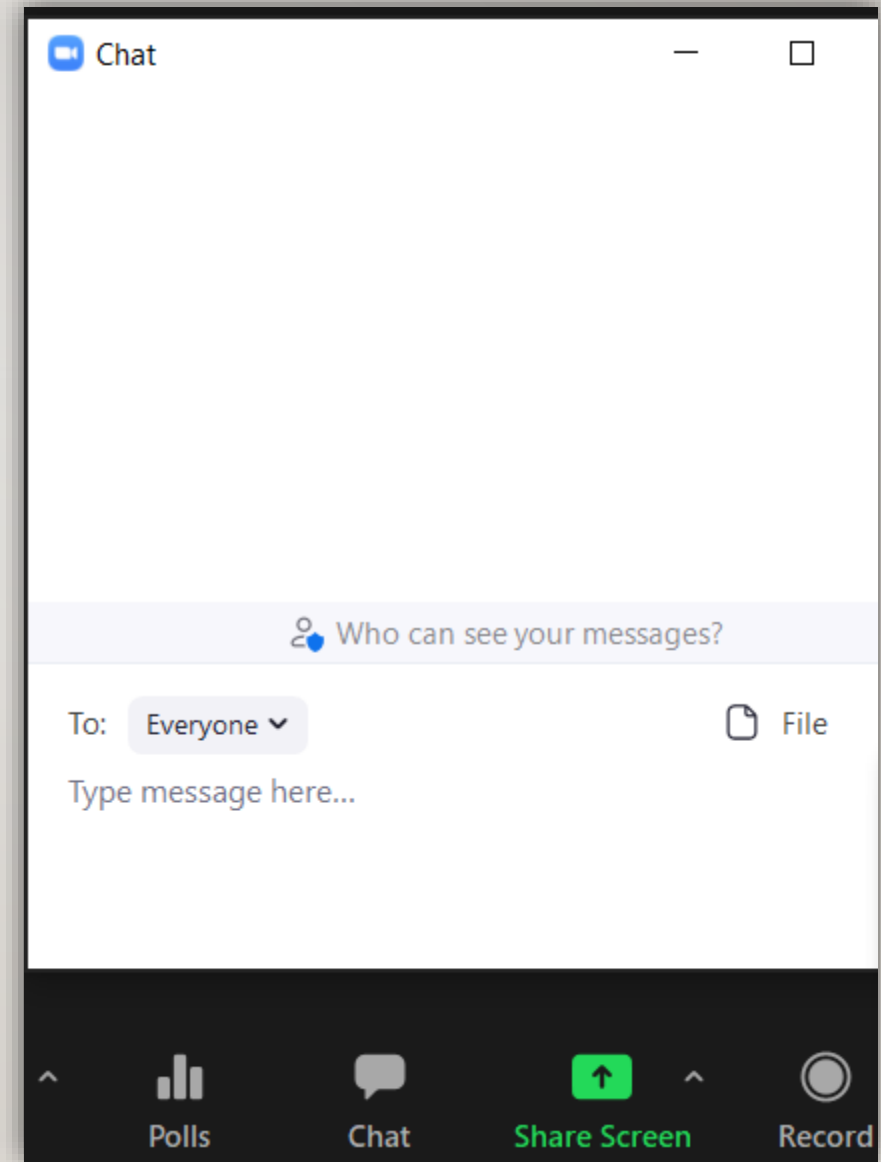 Chat
Who can see your messages?
To: Everyone File
Type message here...
Polls Chat Share Screen Record